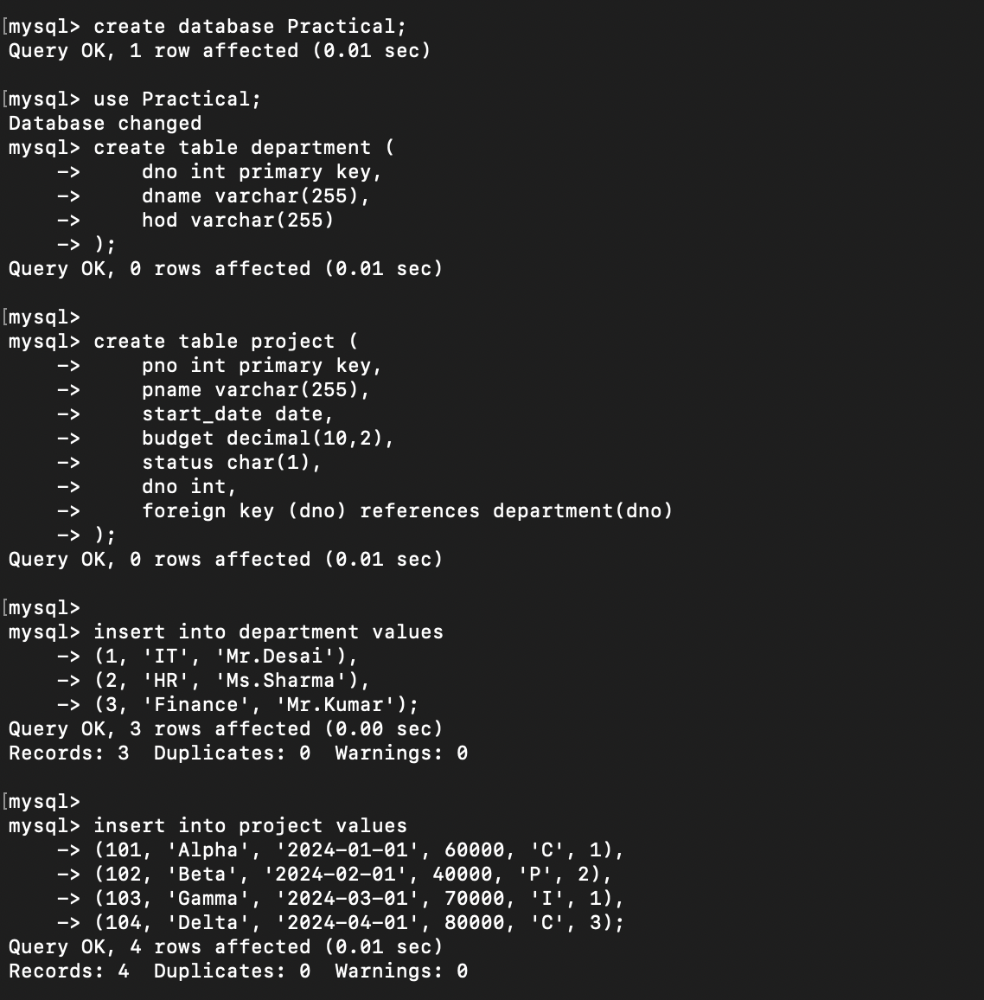 [mysql> create database Practical;
Query OK, 1 row affected (0.01 sec)

[mysql> use Practical;
Database changed
mysql> create table department (
    ->     dno int primary key,
    ->     dname varchar(255),
    ->     hod varchar(255)
    -> );
Query OK, 0 rows affected (0.01 sec)

[mysql>
mysql> create table project (
    ->     pno int primary key,
    ->     pname varchar(255),
    ->     start_date date,
    ->     budget decimal(10,2),
    ->     status char(1),
    ->     dno int,
    ->     foreign key (dno) references department(dno)
    -> );
Query OK, 0 rows affected (0.01 sec)

[mysql>
mysql> insert into department values
    -> (1, 'IT', 'Mr.Desai'),
    -> (2, 'HR', 'Ms.Sharma'),
    -> (3, 'Finance', 'Mr.Kumar');
Query OK, 3 rows affected (0.00 sec)
Records: 3  Duplicates: 0  Warnings: 0

[mysql>
mysql> insert into project values
    -> (101, 'Alpha', '2024-01-01', 60000, 'C', 1),
    -> (102, 'Beta', '2024-02-01', 40000, 'P', 2),
    -> (103, 'Gamma', '2024-03-01', 70000, 'I', 1),
    -> (104, 'Delta', '2024-04-01', 80000, 'C', 3);
Query OK, 4 rows affected (0.01 sec)
Records: 4  Duplicates: 0  Warnings: 0